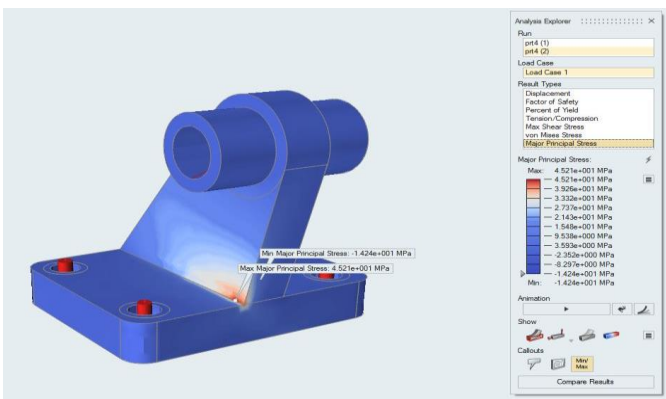 Min Major Principal Stress: -1.424e+001 MPa
Max Major Principal Stress: 4.521e+001 MPa
Analysis Explorer
Run
prt4 (1)
prt4 (2)
Load Case
Load Case 1
Result Types
Displacement
Factor of Safety
Percent of Yield
Tension/Compression
Max Shear Stress
von Mises Stress
Major Principal Stress
Major Principal Stress:
Max: 4.521e+001 MPa
4.521e+001 MPa
3.926e+001 MPa
3.332e+001 MPa
2.737e+001 MPa
2.143e+001 MPa
1.548e+001 MPa
9.538e+000 MPa
3.593e+000 MPa
-2.352e+000 MPa
-8.297e+000 MPa
-1.424e+001 MPa
Min: -1.424e+001 MPa
Animation
Show
Callouts
Min/
Max
Compare Results